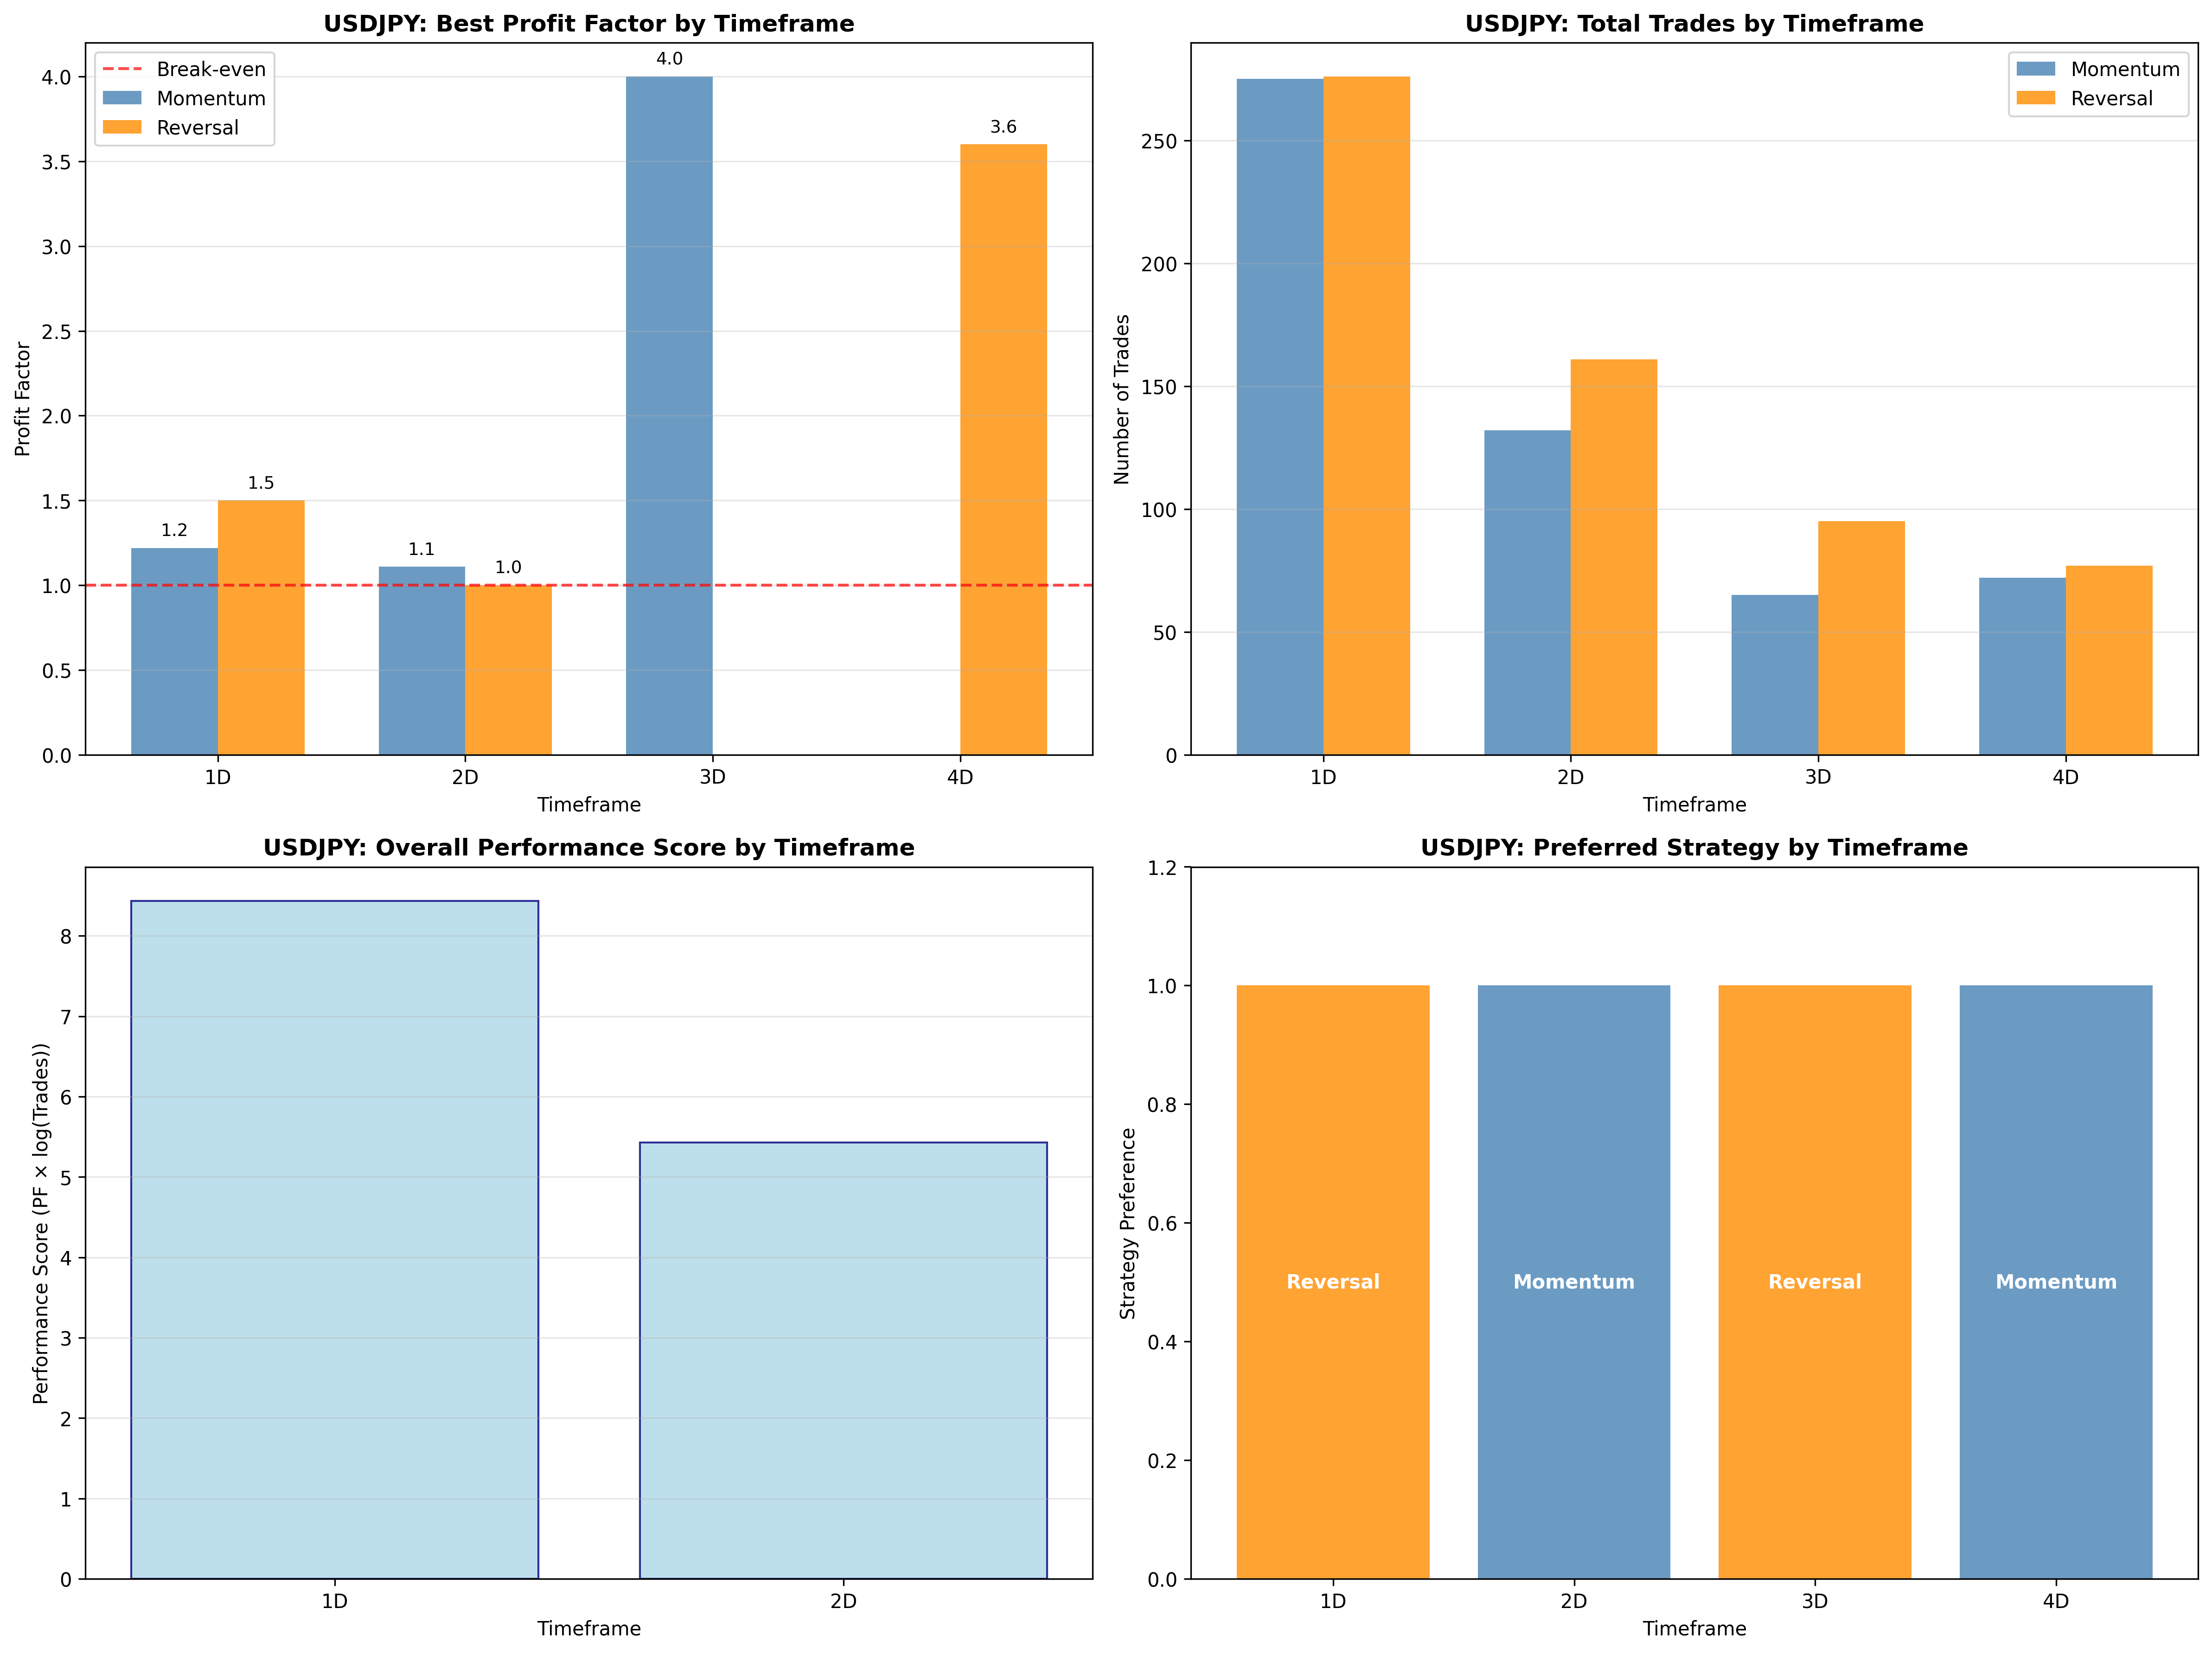 USDJPY: Best Profit Factor by Timeframe
Break-even
Momentum
Reversal
Profit Factor
4.0
3.5
3.0
2.5
2.0
1.5
1.0
0.5
0.0
1.2
1.5
1.1
1.0
4.0
3.6
1D 2D 3D 4D
Timeframe
USDJPY: Total Trades by Timeframe
Momentum
Reversal
Number of Trades
250
200
150
100
50
0
1D 2D 3D 4D
Timeframe
USDJPY: Overall Performance Score by Timeframe
Performance Score (PF × log(Trades))
8
7
6
5
4
3
2
1
0
1D 2D
Timeframe
USDJPY: Preferred Strategy by Timeframe
Strategy Preference
1.2
1.0
0.8
0.6
0.4
0.2
0.0
Reversal Momentum Reversal Momentum
1D 2D 3D 4D
Timeframe